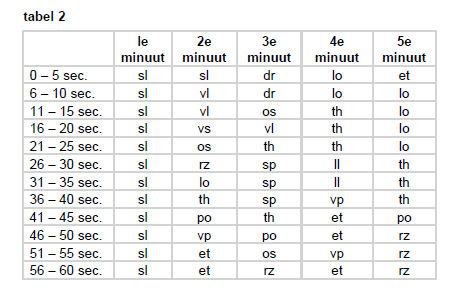 tabel 2
le minuut 2e minuut 3e minuut 4e minuut 5e minuut
0 – 5 sec. sl sl dr lo et
6 – 10 sec. sl vl dr lo lo
11 – 15 sec. sl vl os th lo
16 – 20 sec. sl vs vl th lo
21 – 25 sec. sl os th th lo
26 – 30 sec. sl rz sp ll th
31 – 35 sec. sl lo sp ll th
36 – 40 sec. sl th sp vp th
41 – 45 sec. sl po th et po
46 – 50 sec. sl vp po et rz
51 – 55 sec. sl et os vp rz
56 – 60 sec. sl et rz et rz